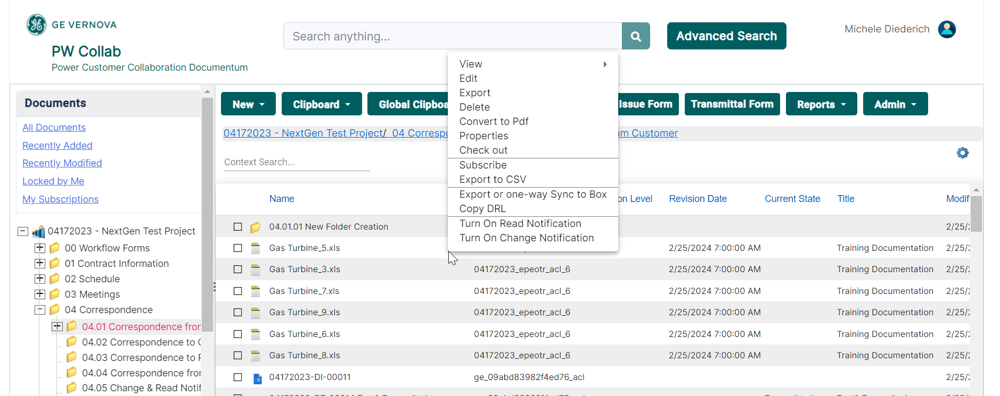 GE VERNOVA
PW Collab
Power Customer Collaboration Documentum
Search anything...
Advanced Search
Michele Diederich
Documents
All Documents
Recently Added
Recently Modified
Locked by Me
My Subscriptions
04172023 - NextGen Test Project
00 Workflow Forms
01 Contract Information
02 Schedule
03 Meetings
04 Correspondence
04.01 Correspondence from
04.02 Correspondence to
04.03 Correspondence to
04.04 Correspondence from
04.05 Change & Read Notif
New
Clipboard
Global Clipboa
Issue Form
Transmittal Form
Reports
Admin
04172023 - NextGen Test Project/ 04 Correspo
om Customer
Context Search...
View
Edit
Export
Delete
Convert to Pdf
Properties
Check out
Subscribe
Export to CSV
Export or one-way Sync to Box
Copy DRL
Turn On Read Notification
Turn On Change Notification
Name on Level Revision Date Current State Title Modif
04.01.01 New Folder Creation 2/25/2
Gas Turbine_5.xls 2/25/2024 7:00:00 AM Training Documentation 2/25/2
Gas Turbine_3.xls 04172023_epeotr_acl_6 2/25/2024 7:00:00 AM Training Documentation 2/25/2
Gas Turbine_7.xls 04172023_epeotr_acl_6 2/25/2024 7:00:00 AM Training Documentation 2/25/2
Gas Turbine_9.xls 04172023_epeotr_acl_6 2/25/2024 7:00:00 AM Training Documentation 2/25/2
Gas Turbine_6.xls 04172023_epeotr_acl_6 2/25/2024 7:00:00 AM Training Documentation 2/25/2
Gas Turbine_8.xls 04172023_epeotr_acl_6 2/25/2024 7:00:00 AM Training Documentation 2/25/2
04172023-DI-00011 ge_09abd83982f4ed76_acl 2/25/2